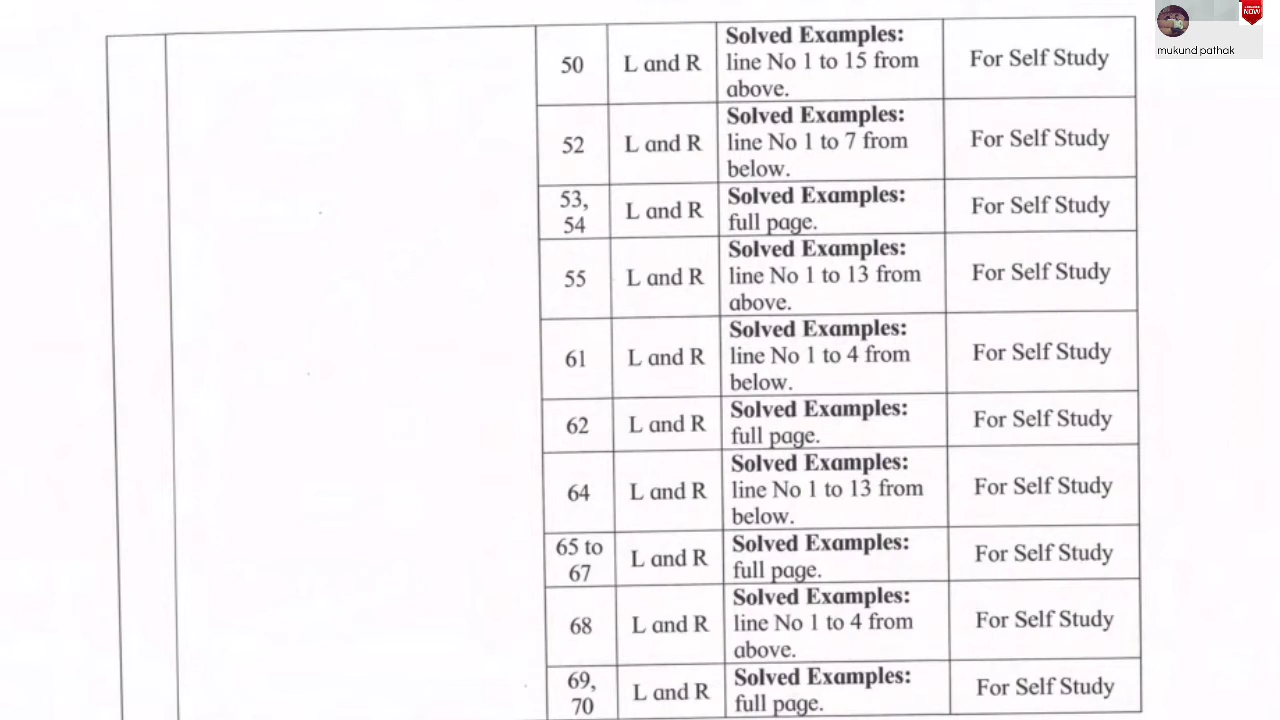 NOW
mukund pathak
50 L and R Solved Examples: For Self Study
line No 1 to 15 from
above.
52 L and R Solved Examples: For Self Study
line No 1 to 7 from
below.
53, L and R Solved Examples: For Self Study
54 full page.
55 L and R Solved Examples: For Self Study
line No 1 to 13 from
above.
61 L and R Solved Examples: For Self Study
line No 1 to 4 from
below.
62 L and R Solved Examples: For Self Study
full page.
64 L and R Solved Examples: For Self Study
line No 1 to 13 from
below.
65 to L and R Solved Examples: For Self Study
67 full page.
68 L and R Solved Examples: For Self Study
line No 1 to 4 from
above.
69, L and R Solved Examples: For Self Study
70 full page.